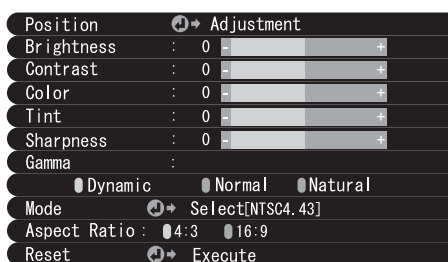 Position Adjustment
Brightness : 0 - +
Contrast : 0 - +
Color : 0 - +
Tint : 0 - +
Sharpness : 0 - +
Gamma :
Dynamic Normal Natural
Mode Select[NTSC4.43]
Aspect Ratio : 4:3 16:9
Reset Execute